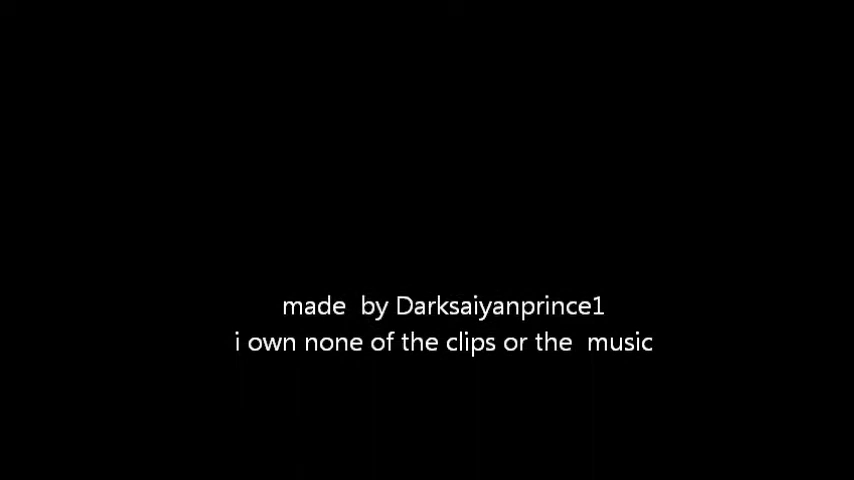 made  by Darksaiyanprince1
i own none of the clips or the  music